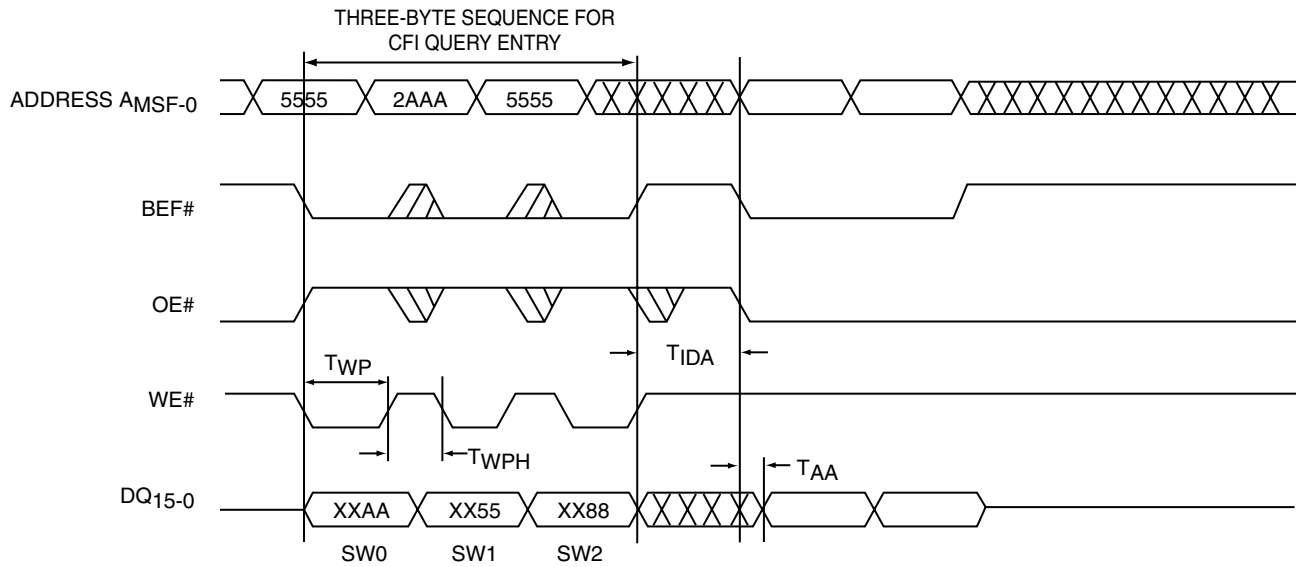 THREE-BYTE SEQUENCE FOR
CFI QUERY ENTRY
ADDRESS AMSF-0
5555
2AAA
5555
BEF#
OE#
TIDA
TWP
WE#
TWPH
TAA
DQ15-0
XXAA
XX55
XX88
SW0
SW1
SW2